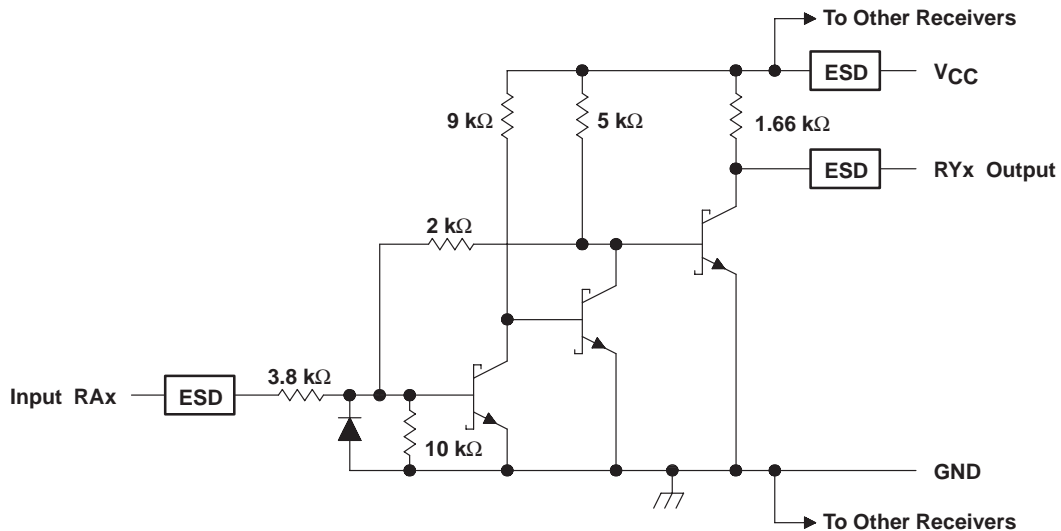 To Other Receivers
ESD
VCC
9 kΩ
5 kΩ
1.66 kΩ
ESD
RYx Output
2 kΩ
Input RAx
ESD
3.8 kΩ
10 kΩ
GND
To Other Receivers